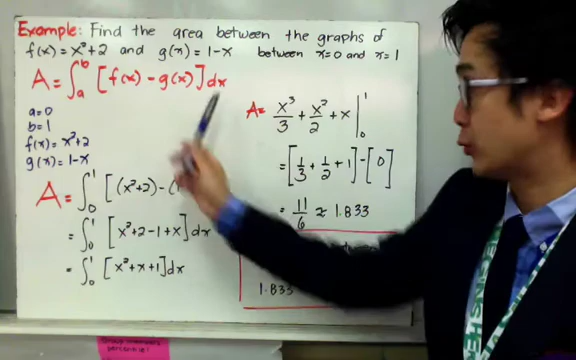 Example: Find the area between the graphs of
f(x) = x²+2 and g(x) = 1-x between x=0 and x=1
A = ∫ₐᵇ [f(x) - g(x)] dx
a=0
b=1
f(x) = x²+2
g(x) = 1-x
A = ∫₀¹ [(x²+2) - (1
= ∫₀¹ [x²+2-1+x] dx
= ∫₀¹ [x²+x+1] dx
A = x³/3 + x²/2 + x |₀¹
= [1/3 + 1/2 + 1] - [0]
= 11/6 ≈ 1.833
1.833